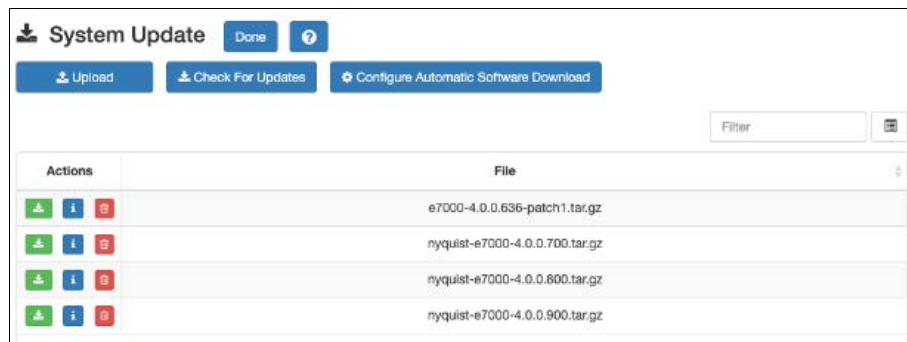 System Update Done ?
Upload Check For Updates Configure Automatic Software Download
Filter
Actions File
e7000-4.0.0.636-patch1.tar.gz
nyquist-e7000-4.0.0.700.tar.gz
nyquist-e7000-4.0.0.800.tar.gz
nyquist-e7000-4.0.0.900.tar.gz